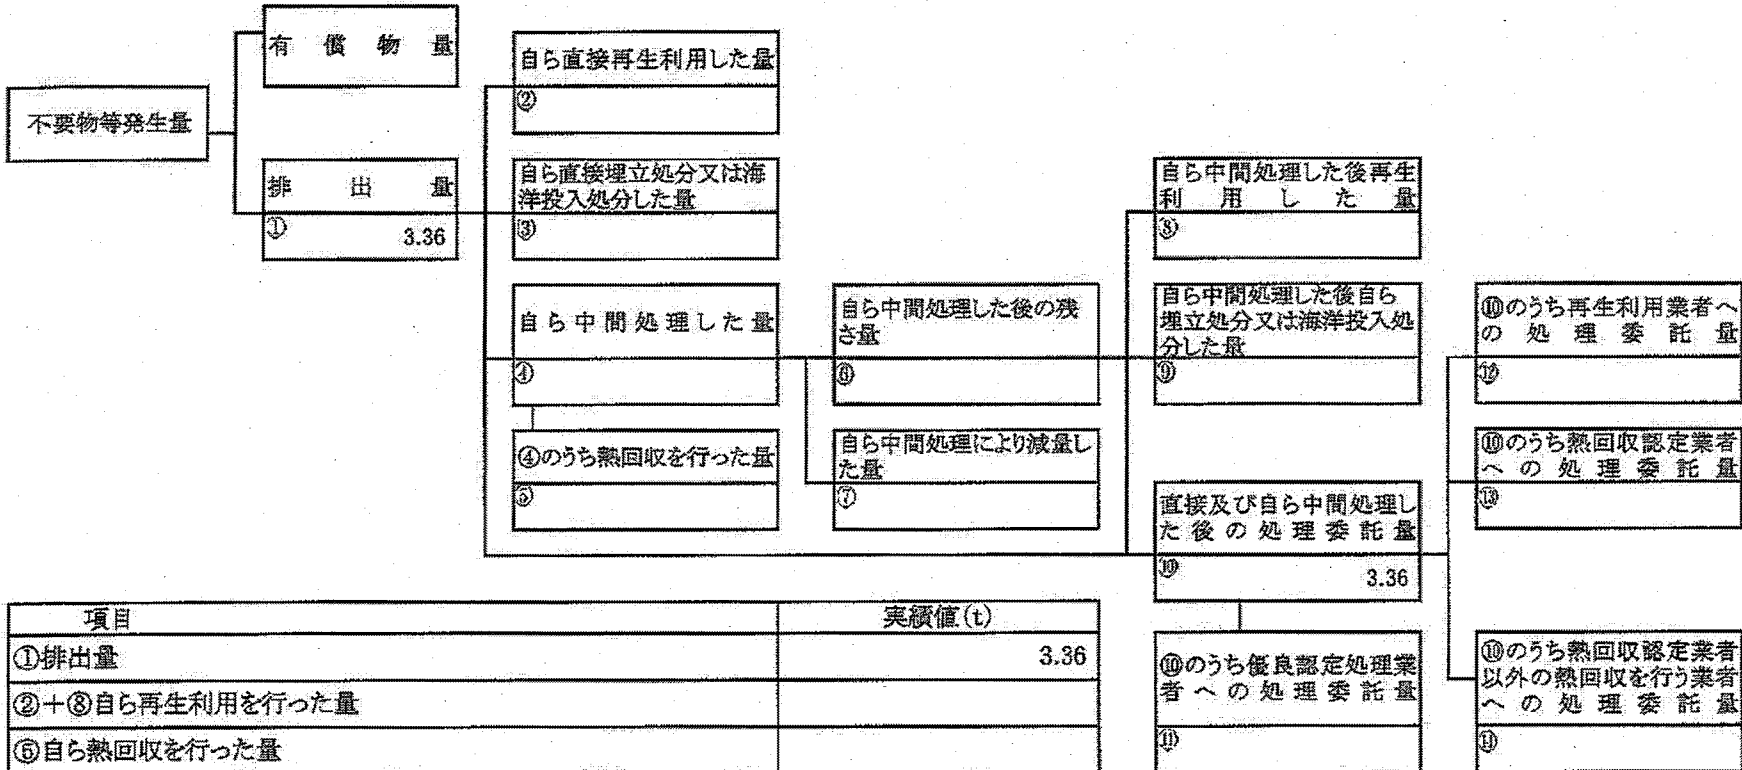 有償物量
不要物等発生量
排出量
① 3.36
自ら直接再生利用した量
②
自ら直接埋立処分又は海
洋投入処分した量
③
自ら中間処理した量
④
④のうち熱回収を行った量
⑤
自ら中間処理した後の残
さ量
⑥
自ら中間処理により減量し
た量
⑦
自ら中間処理した後再生
利用した量
⑧
自ら中間処理した後自ら
埋立処分又は海洋投入処
分した量
⑨
直接及び自ら中間処理し
た後の処理委託量
⑩ 3.36
⑩のうち優良認定処理業
者への処理委託量
⑪
⑩のうち再生利用業者へ
の処理委託量
⑫
⑩のうち熱回収認定業者
への処理委託量
⑬
⑩のうち熱回収認定業者
以外の熱回収を行う業者
への処理委託量
⑭
項目 実績値(t)
①排出量 3.36
②+⑧自ら再生利用を行った量
⑤自ら熱回収を行った量